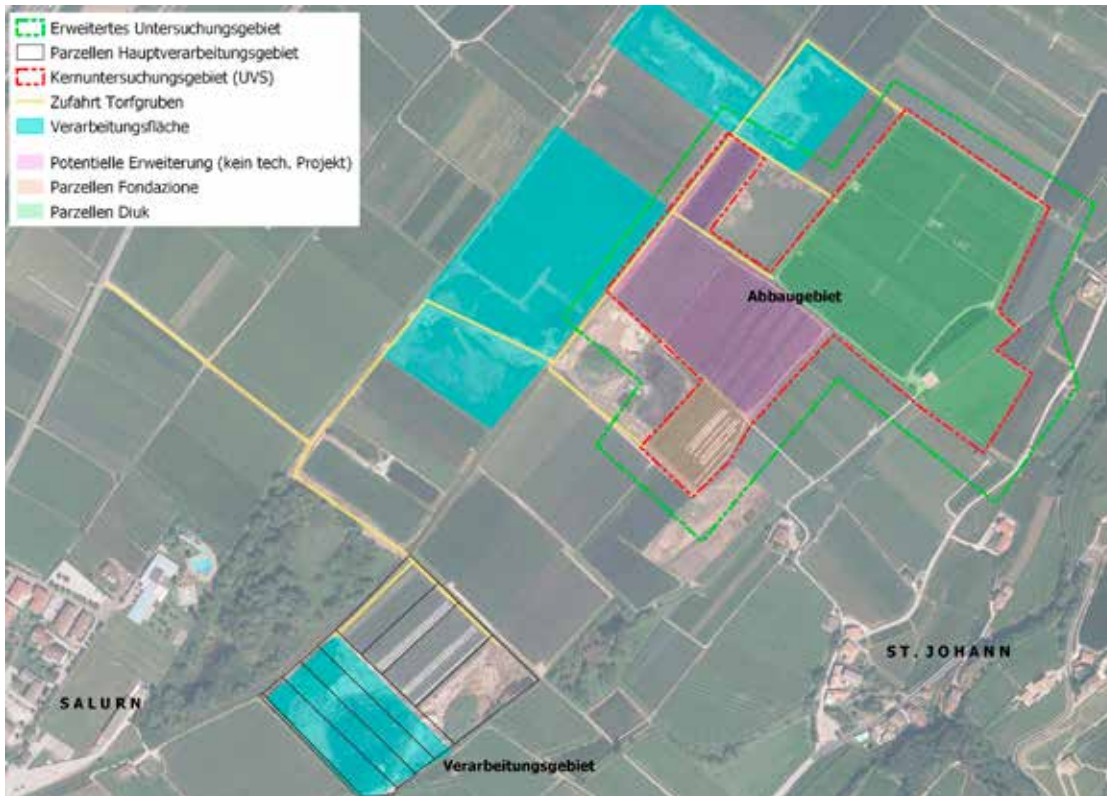 Erweitertes Untersuchungsgebiet
Parzellen Hauptverarbeitungsgebiet
Kernuntersuchungsgebiet (UVS)
Zufahrt Torfgruben
Verarbeitungsfläche
Potentielle Erweiterung (kein tech. Projekt)
Parzellen Fondazione
Parzellen Diuk
Abbaugebiet
ST. JOHANN
SALURN
Verarbeitungsgebiet